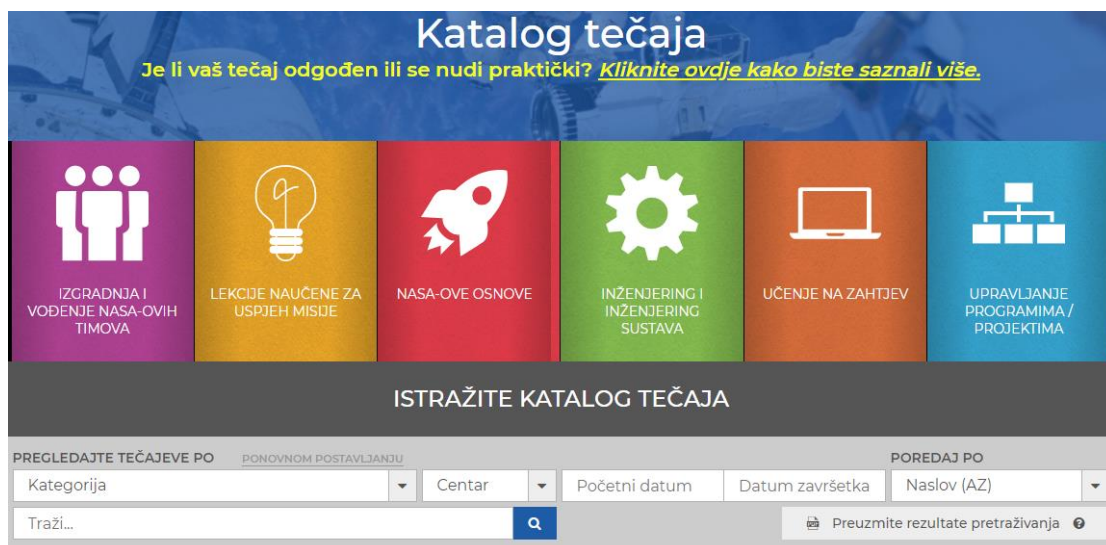 Katalog tečaja
Je li vaš tečaj odgođen ili se nudi praktički? Kliknite ovdje kako biste saznali više.
IZGRADNJA I
VOĐENJE NASA-OVIH
TIMOVA
LEKCIJE NAUČENE ZA
USPJEH MISIJE
NASA-OVE OSNOVE
INŽENJERING I
INŽENJERING
SUSTAVA
UČENJE NA ZAHTJEV
UPRAVLJANJE
PROGRAMIMA /
PROJEKTIMA
ISTRAŽITE KATALOG TEČAJA
PREGLEDAJTE TEČAJEVE PO PONOVNOM POSTAVLJANJU POREDAJ PO
Kategorija Centar Početni datum Datum završetka Naslov (AZ)
Traži... Preuzmite rezultate pretraživanja